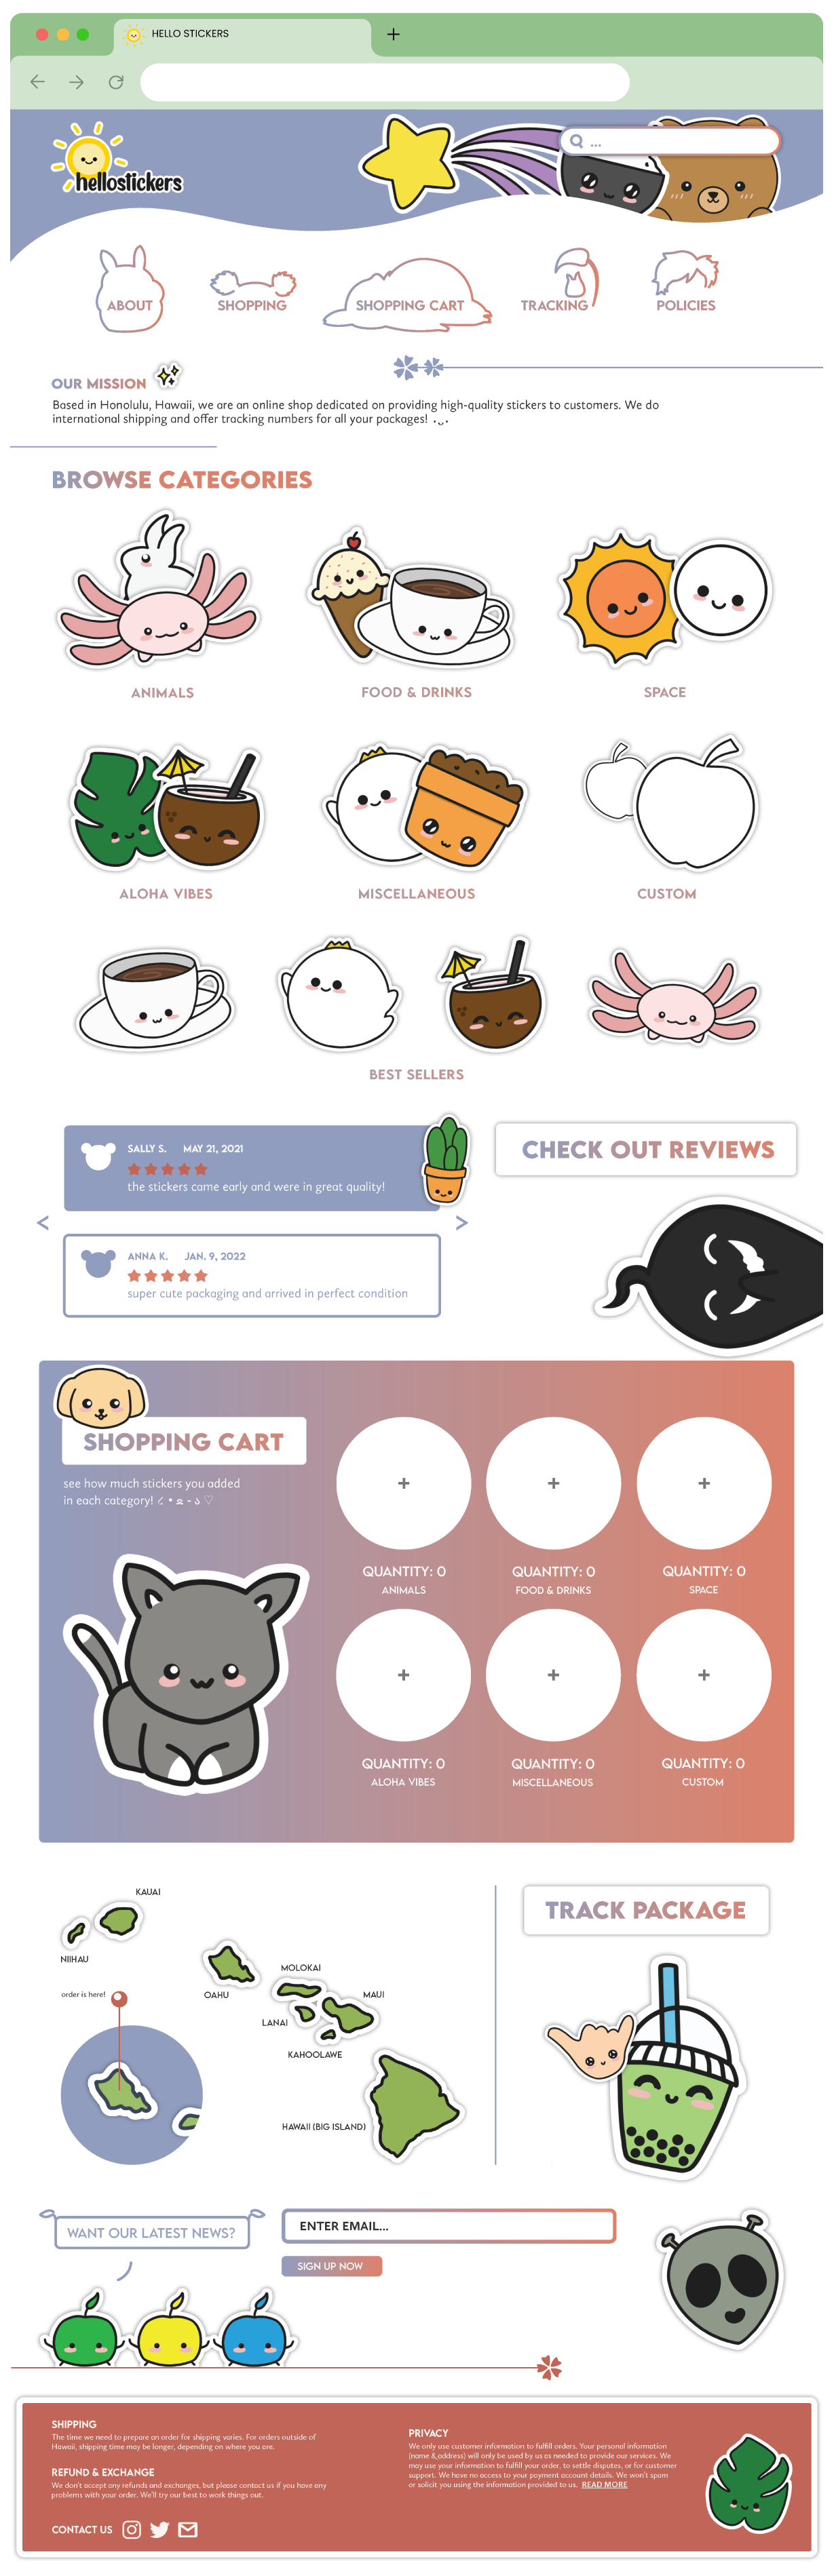 HELLO STICKERS
hellostickers
...
ABOUT
SHOPPING
SHOPPING CART
TRACKING
POLICIES
OUR MISSION
Based in Honolulu, Hawaii, we are an online shop dedicated on providing high-quality stickers to customers. We do
international shipping and offer tracking numbers for all your packages!
BROWSE CATEGORIES
ANIMALS
FOOD & DRINKS
SPACE
ALOHA VIBES
MISCELLANEOUS
CUSTOM
BEST SELLERS
SALLY S. MAY 21, 2021
the stickers came early and were in great quality!
CHECK OUT REVIEWS
< >
ANNA K. JAN. 9, 2022
super cute packaging and arrived in perfect condition
SHOPPING CART
see how much stickers you added
in each category!
+ + +
QUANTITY: 0 QUANTITY: 0 QUANTITY: 0
ANIMALS FOOD & DRINKS SPACE
+ + +
QUANTITY: 0 QUANTITY: 0 QUANTITY: 0
ALOHA VIBES MISCELLANEOUS CUSTOM
KAUAI
NIIHAU
order is here!
OAHU
MOLOKAI
LANAI
MAUI
KAHOOLAWE
HAWAII (BIG ISLAND)
TRACK PACKAGE
WANT OUR LATEST NEWS?
ENTER EMAIL...
SIGN UP NOW
SHIPPING
The time we need to prepare an order for shipping varies. For orders outside of
Hawaii, shipping time may be longer, depending on where you are.
REFUND & EXCHANGE
We don't accept any refunds and exchanges, but please contact us if you have any
problems with your order. We'll try our best to work things out.
CONTACT US
PRIVACY
We only use customer information to fulfill orders. Your personal information
(name & address) will only be used by us as needed to provide our services. We
may use your information to fulfill your order, to settle disputes, or for customer
support. We have no access to your payment account details. We won't spam
or solicit you using the information provided to us. READ MORE